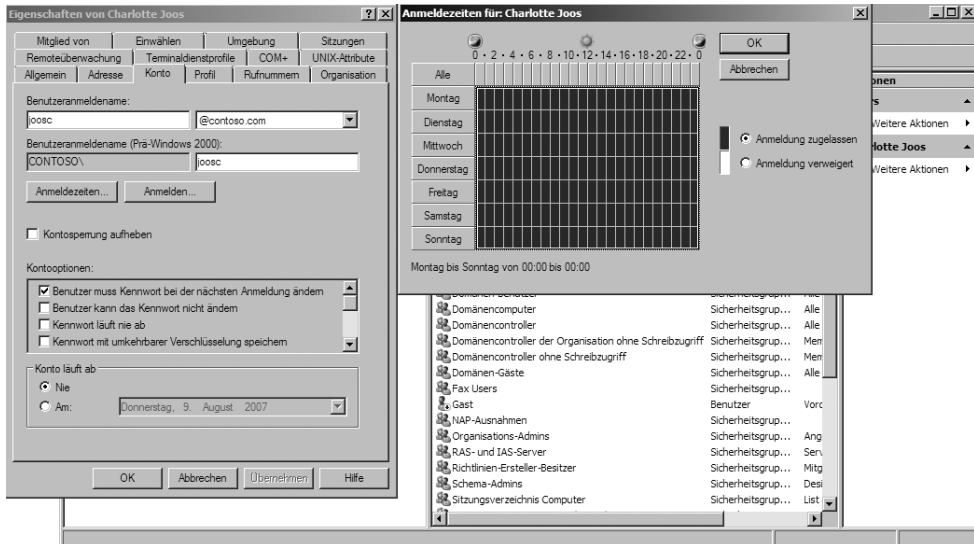 Eigenschaften von Charlotte Joos
Mitglied von Einwählen Umgebung Sitzungen
Remoteüberwachung Terminaldienstprofile COM+ UNIX-Attribute
Allgemein Adresse Konto Profil Rufnummern Organisation
Benutzeranmeldename:
joosc @contoso.com
Benutzeranmeldename (Prä-Windows 2000):
CONTOSO\ joosc
Anmeldezeiten... Anmelden...
Kontosperrung aufheben
Kontooptionen:
Benutzer muss Kennwort bei der nächsten Anmeldung ändern
Benutzer kann das Kennwort nicht ändern
Kennwort läuft nie ab
Kennwort mit umkehrbarer Verschlüsselung speichern
Konto läuft ab
Nie
Am: Donnerstag, 9. August 2007
OK Abbrechen Übernehmen Hilfe
Anmeldezeiten für: Charlotte Joos
0 · 2 · 4 · 6 · 8 · 10 · 12 · 14 · 16 · 18 · 20 · 22 · 0
Alle
Montag
Dienstag
Mittwoch
Donnerstag
Freitag
Samstag
Sonntag
Montag bis Sonntag von 00:00 bis 00:00
OK
Abbrechen
Anmeldung zugelassen
Anmeldung verweigert
onen
rs
Weitere Aktionen
rlotte Joos
Weitere Aktionen
Domänen-Benutzer Sicherheitsgrup... Alle
Domänencomputer Sicherheitsgrup... Alle
Domänencontroller Sicherheitsgrup... Alle
Domänencontroller der Organisation ohne Schreibzugriff Sicherheitsgrup... Mem
Domänencontroller ohne Schreibzugriff Sicherheitsgrup... Mem
Domänen-Gäste Sicherheitsgrup... Alle
Fax Users Sicherheitsgrup...
Gast Benutzer Vord
NAP-Ausnahmen Sicherheitsgrup...
Organisations-Admins Sicherheitsgrup... Ang
RAS- und IAS-Server Sicherheitsgrup... Serv
Richtlinien-Ersteller-Besitzer Sicherheitsgrup... Mitg
Schema-Admins Sicherheitsgrup... Desi
Sitzungsverzeichnis Computer Sicherheitsgrup... List